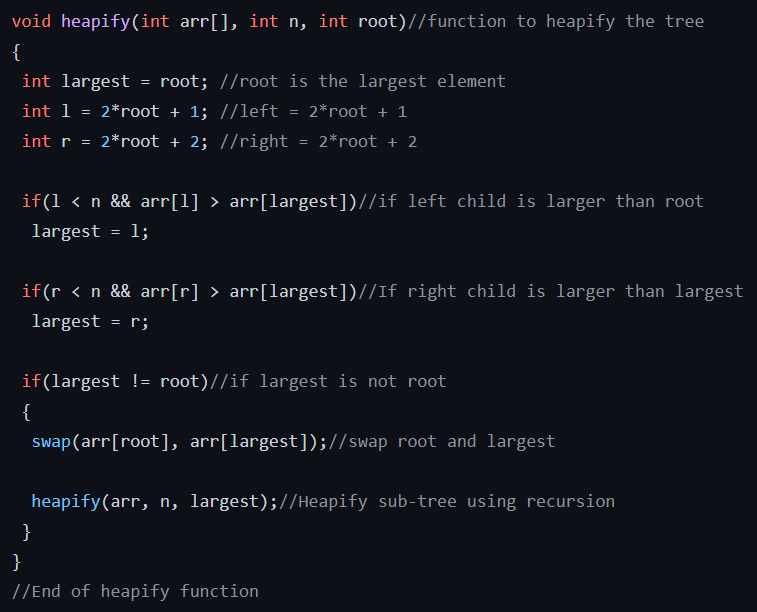 void heapify(int arr[], int n, int root)//function to heapify the tree
{
int largest = root; //root is the largest element
int l = 2*root + 1; //left = 2*root + 1
int r = 2*root + 2; //right = 2*root + 2
if(l < n && arr[l] > arr[largest])//if left child is larger than root
largest = l;
if(r < n && arr[r] > arr[largest])//If right child is larger than largest
largest = r;
if(largest != root)//if largest is not root
{
swap(arr[root], arr[largest]);//swap root and largest
heapify(arr, n, largest);//Heapify sub-tree using recursion
}
}
//End of heapify function